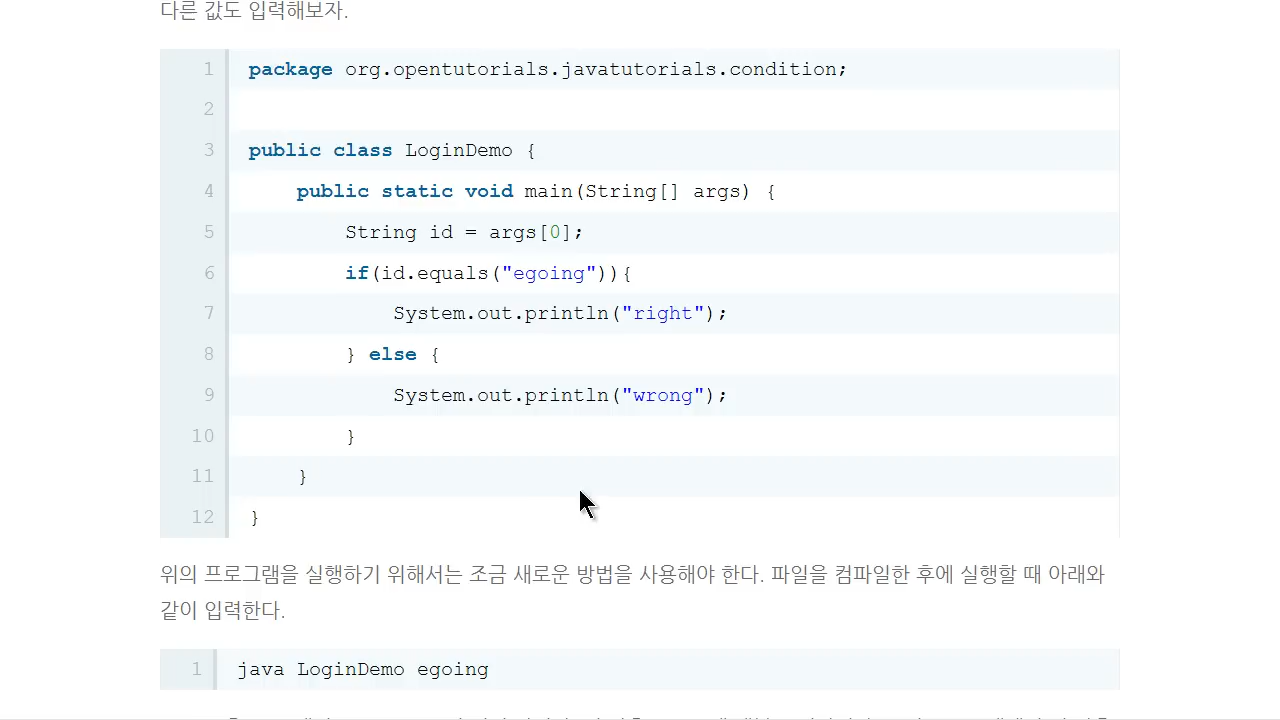 다른 값도 입력해보자.
1 package org.opentutorials.javatutorials.condition;
2
3 public class LoginDemo {
4 public static void main(String[] args) {
5 String id = args[0];
6 if(id.equals("egoing")){
7 System.out.println("right");
8 } else {
9 System.out.println("wrong");
10 }
11 }
12 }
위의 프로그램을 실행하기 위해서는 조금 새로운 방법을 사용해야 한다. 파일을 컴파일한 후에 실행할 때 아래와
같이 입력한다.
1 java LoginDemo egoing